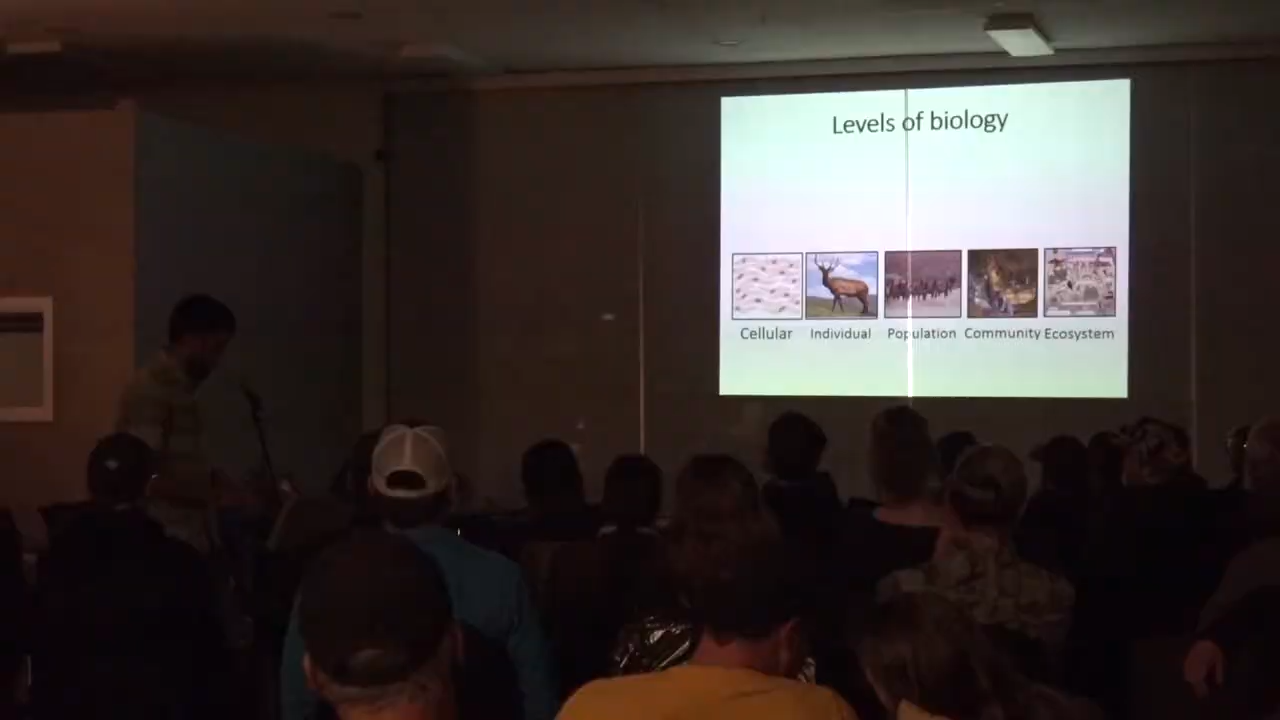 Levels of biology
Cellular Individual Population Community Ecosystem